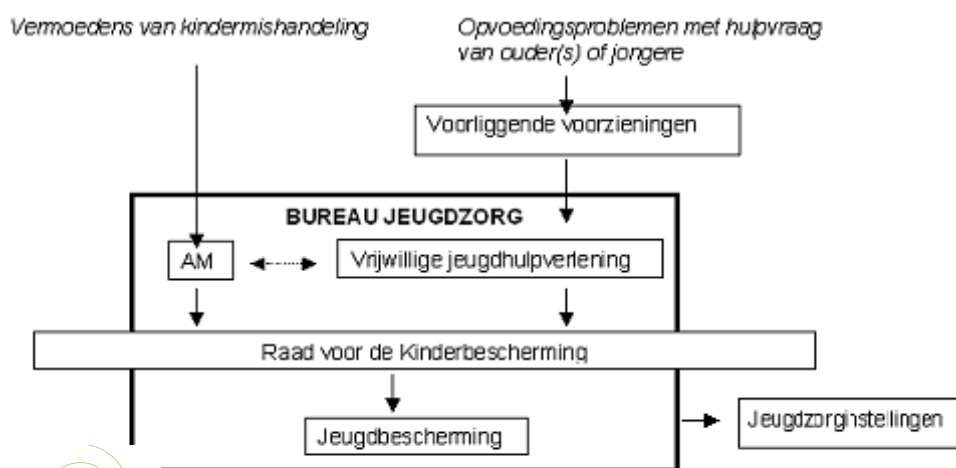 Vermoedens van kindermishandeling
Opvoedingsproblemen met hulpvraag
van ouder(s) of jongere
Voorliggende voorzieningen
BUREAU JEUGDZORG
AM
Vrijwillige jeugdhulpverlening
Raad voor de Kinderbescherming
Jeugdbescherming
Jeugdzorginstellingen